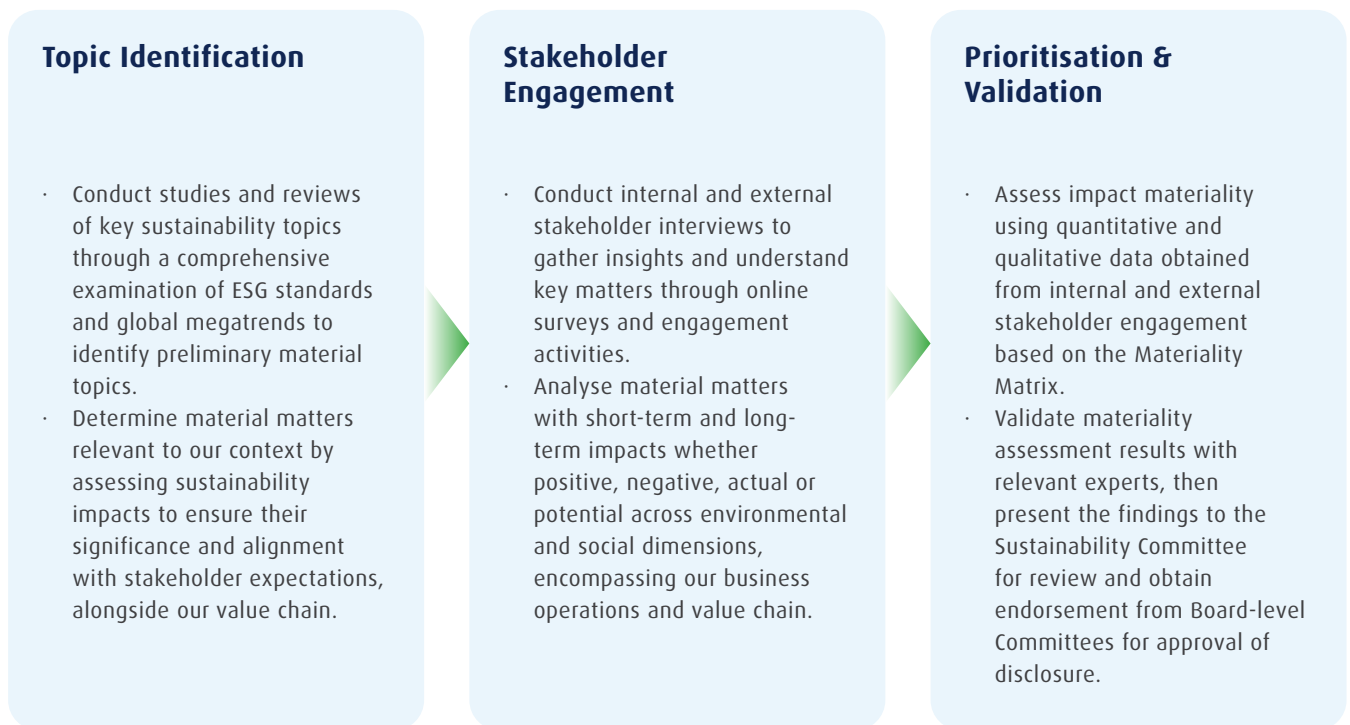 Topic Identification
· Conduct studies and reviews
of key sustainability topics
through a comprehensive
examination of ESG standards
and global megatrends to
identify preliminary material
topics.
· Determine material matters
relevant to our context by
assessing sustainability
impacts to ensure their
significance and alignment
with stakeholder expectations,
alongside our value chain.
Stakeholder
Engagement
· Conduct internal and external
stakeholder interviews to
gather insights and understand
key matters through online
surveys and engagement
activities.
· Analyse material matters
with short-term and long-
term impacts whether
positive, negative, actual or
potential across environmental
and social dimensions,
encompassing our business
operations and value chain.
Prioritisation &
Validation
· Assess impact materiality
using quantitative and
qualitative data obtained
from internal and external
stakeholder engagement
based on the Materiality
Matrix.
· Validate materiality
assessment results with
relevant experts, then
present the findings to the
Sustainability Committee
for review and obtain
endorsement from Board-level
Committees for approval of
disclosure.